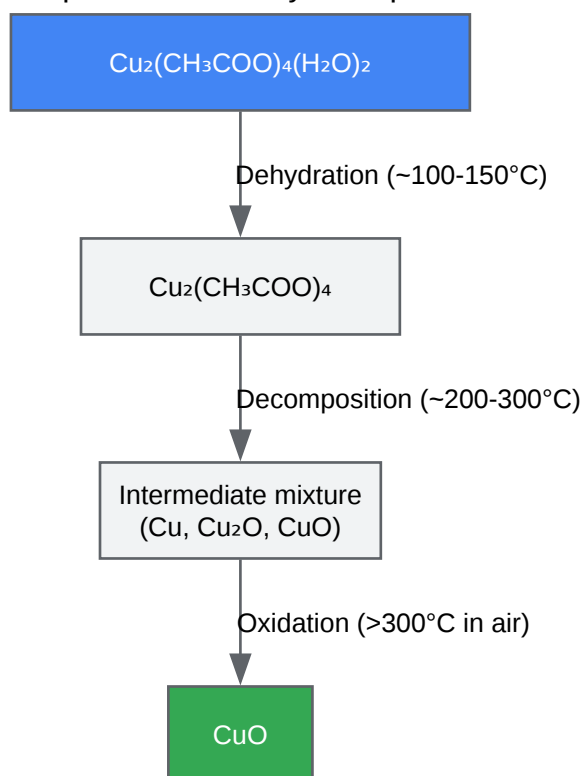 Cu₂(CH₃COO)₄(H₂O)₂
Dehydration (~100-150°C)
Cu₂(CH₃COO)₄
Decomposition (~200-300°C)
Intermediate mixture
(Cu, Cu₂O, CuO)
Oxidation (>300°C in air)
CuO